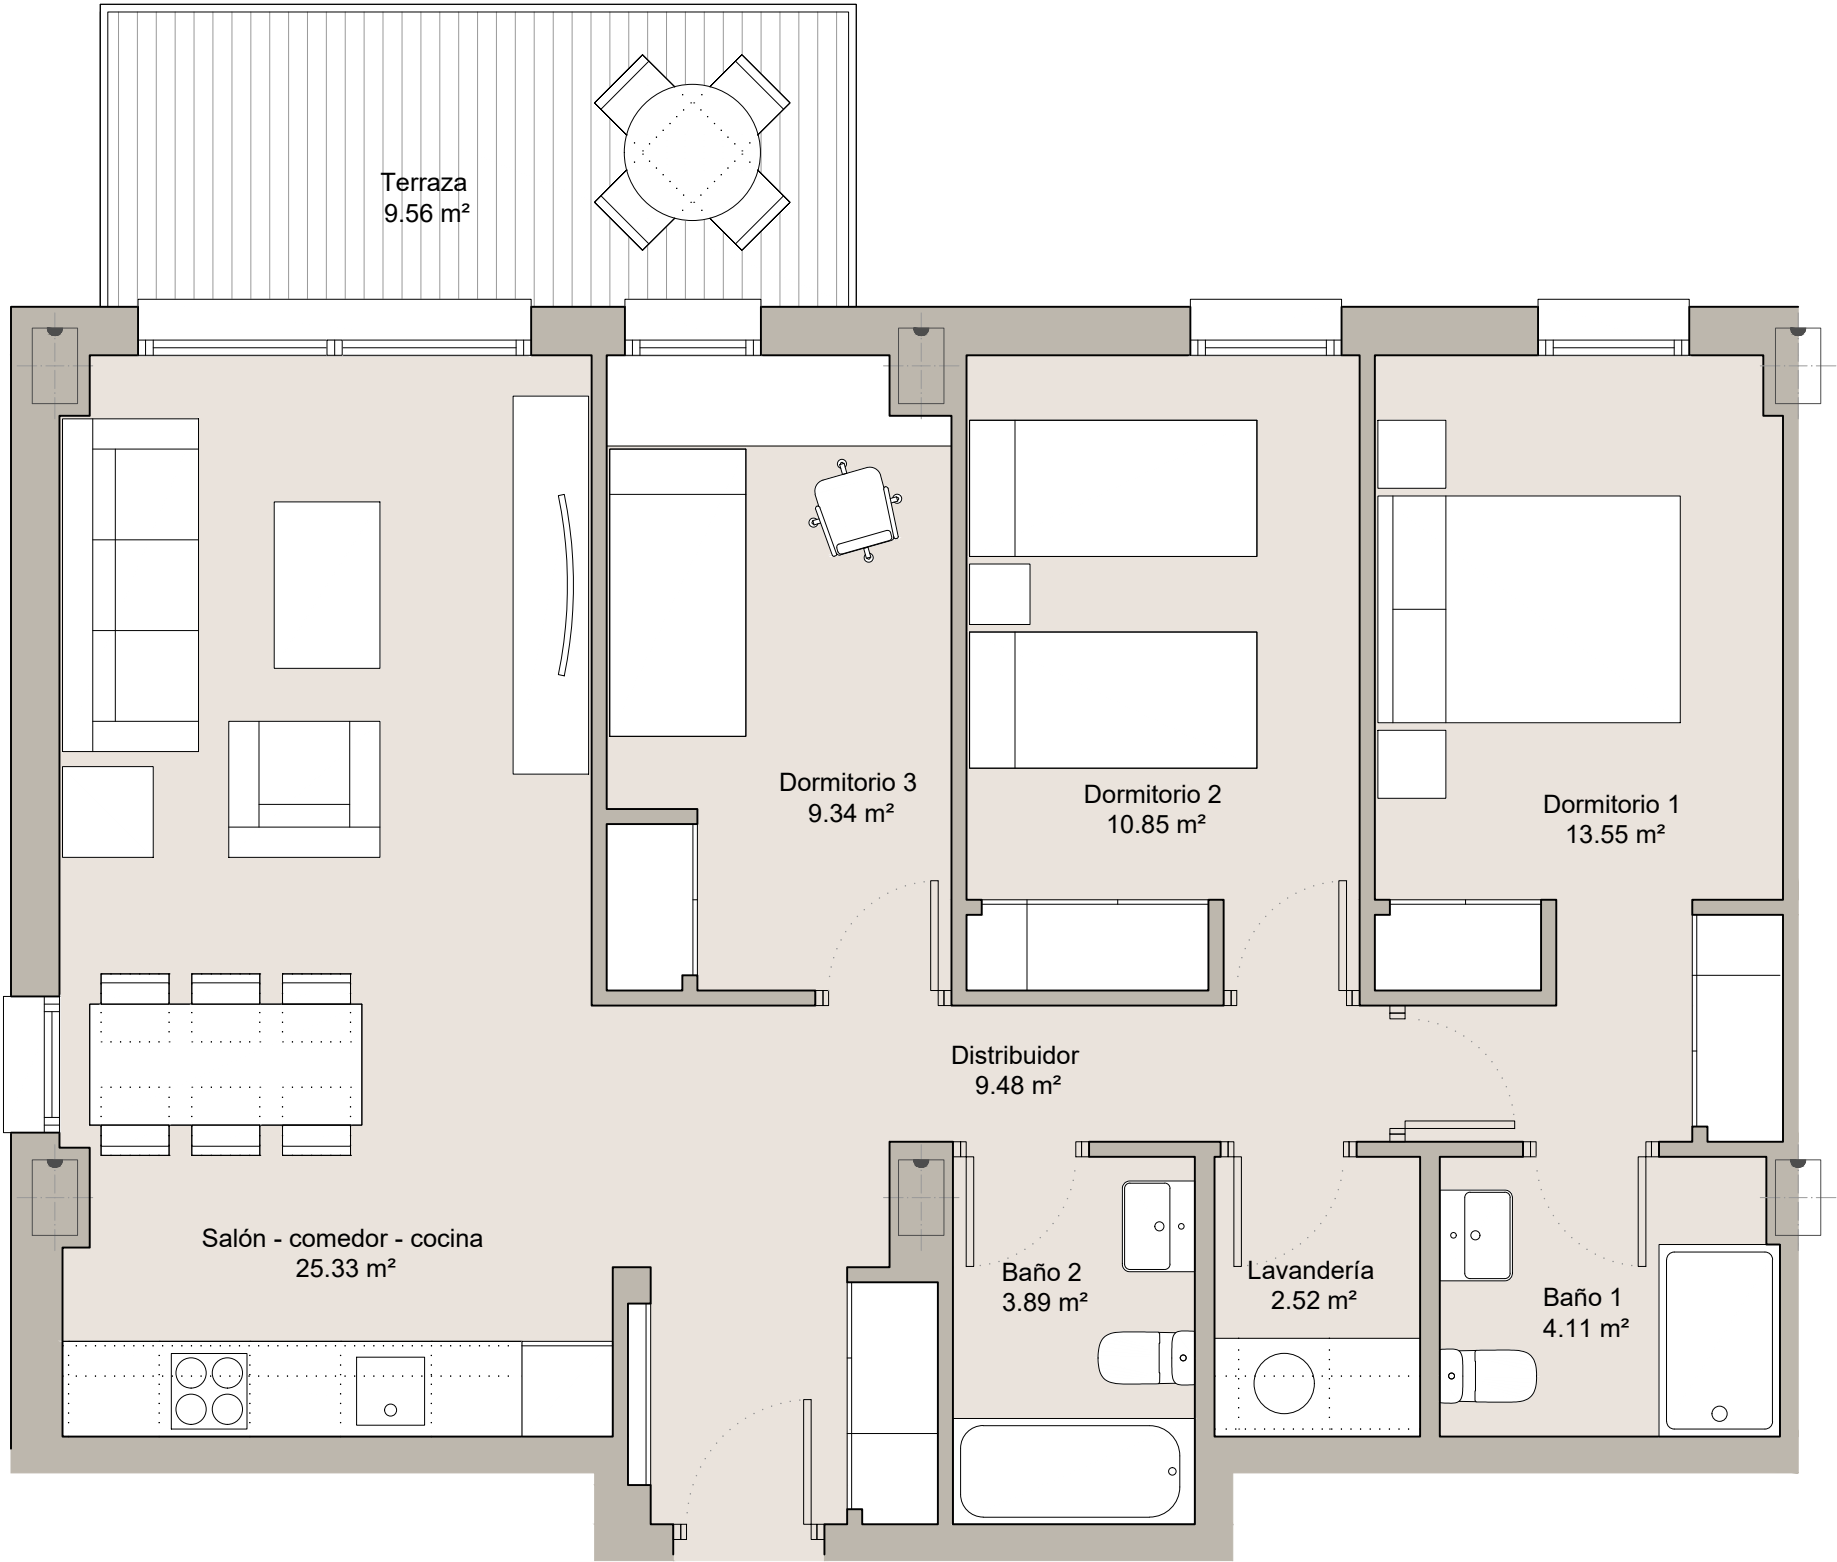 Terraza
9.56 m²
Dormitorio 3
9.34 m²
Dormitorio 2
10.85 m²
Dormitorio 1
13.55 m²
Distribuidor
9.48 m²
Salón - comedor - cocina
25.33 m²
Baño 2
3.89 m²
Lavandería
2.52 m²
Baño 1
4.11 m²